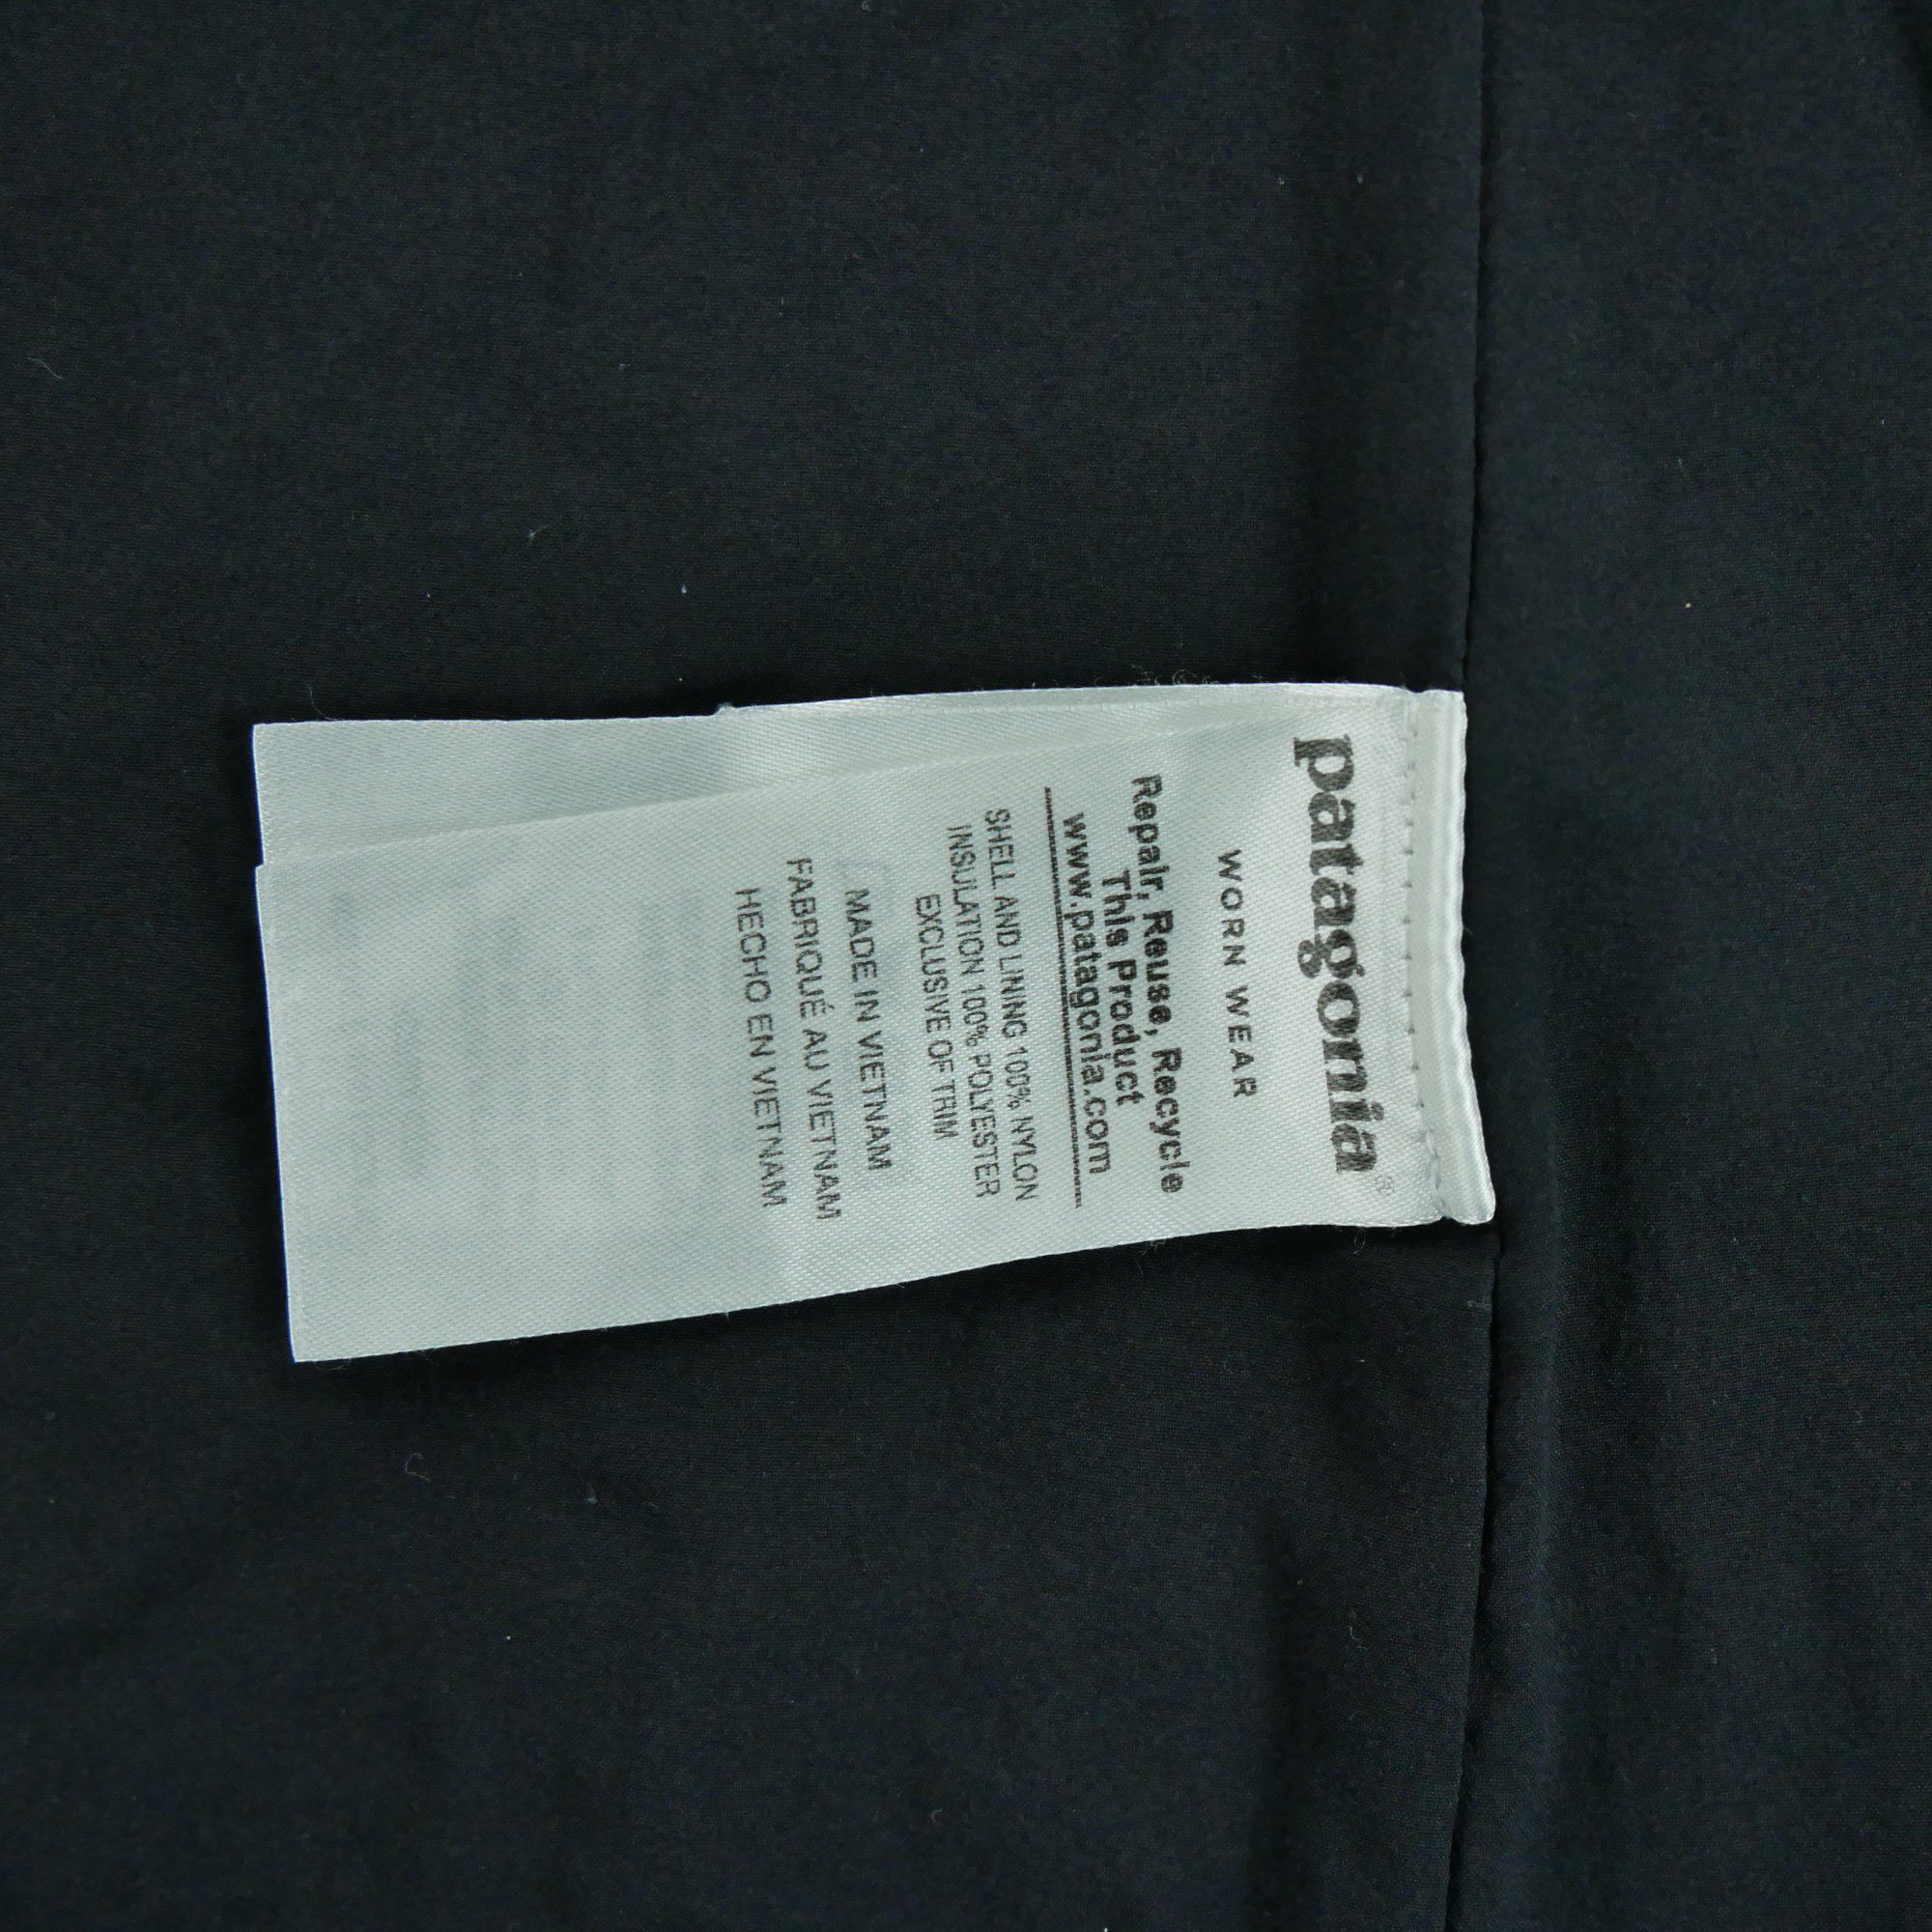 patagonia®
WORN WEAR
Repair, Reuse, Recycle
This Product
www.patagonia.com
SHELL AND LINING 100% NYLON
INSULATION 100% POLYESTER
EXCLUSIVE OF TRIM
MADE IN VIETNAM
FABRIQUÉ AU VIETNAM
HECHO EN VIETNAM